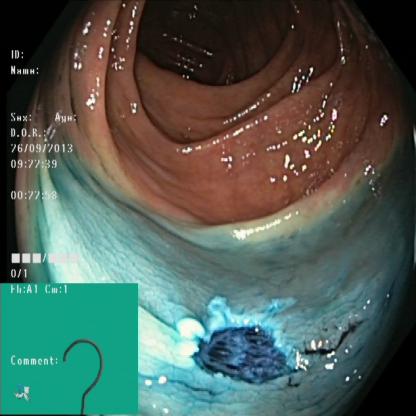 ID:
Name:
Sex: Age:
D.O.B.:
26/09/2013
09:22:39
00:22:58
0/1
Eh:A1 Cm:1
Comment: